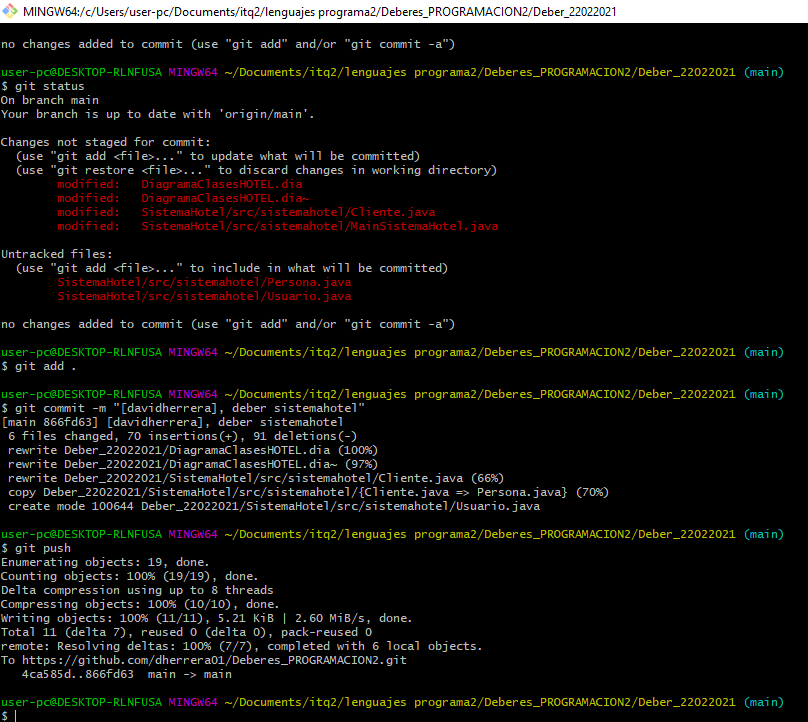 MINGW64:/c/Users/user-pc/Documents/itq2/lenguajes programa2/Deberes_PROGRAMACION2/Deber_22022021
no changes added to commit (use "git add" and/or "git commit -a")
user-pc@DESKTOP-RLNFUSA MINGW64 ~/Documents/itq2/lenguajes programa2/Deberes_PROGRAMACION2/Deber_22022021 (main)
$ git status
On branch main
Your branch is up to date with 'origin/main'.
Changes not staged for commit:
  (use "git add <file>..." to update what will be committed)
  (use "git restore <file>..." to discard changes in working directory)
        modified:   DiagramaClasesHOTEL.dia
        modified:   DiagramaClasesHOTEL.dia~
        modified:   SistemaHotel/src/sistemahotel/Cliente.java
        modified:   SistemaHotel/src/sistemahotel/MainSistemaHotel.java
Untracked files:
  (use "git add <file>..." to include in what will be committed)
        SistemaHotel/src/sistemahotel/Persona.java
        SistemaHotel/src/sistemahotel/Usuario.java
no changes added to commit (use "git add" and/or "git commit -a")
user-pc@DESKTOP-RLNFUSA MINGW64 ~/Documents/itq2/lenguajes programa2/Deberes_PROGRAMACION2/Deber_22022021 (main)
$ git add .
user-pc@DESKTOP-RLNFUSA MINGW64 ~/Documents/itq2/lenguajes programa2/Deberes_PROGRAMACION2/Deber_22022021 (main)
$ git commit -m "[davidherrera], deber sistemahotel"
[main 866fd63] [davidherrera], deber sistemahotel
 6 files changed, 70 insertions(+), 91 deletions(-)
 rewrite Deber_22022021/DiagramaClasesHOTEL.dia (100%)
 rewrite Deber_22022021/DiagramaClasesHOTEL.dia~ (97%)
 rewrite Deber_22022021/SistemaHotel/src/sistemahotel/Cliente.java (66%)
 copy Deber_22022021/SistemaHotel/src/sistemahotel/{Cliente.java => Persona.java} (70%)
 create mode 100644 Deber_22022021/SistemaHotel/src/sistemahotel/Usuario.java
user-pc@DESKTOP-RLNFUSA MINGW64 ~/Documents/itq2/lenguajes programa2/Deberes_PROGRAMACION2/Deber_22022021 (main)
$ git push
Enumerating objects: 19, done.
Counting objects: 100% (19/19), done.
Delta compression using up to 8 threads
Compressing objects: 100% (10/10), done.
Writing objects: 100% (11/11), 5.21 KiB | 2.60 MiB/s, done.
Total 11 (delta 7), reused 0 (delta 0), pack-reused 0
remote: Resolving deltas: 100% (7/7), completed with 6 local objects.
To https://github.com/dherrera01/Deberes_PROGRAMACION2.git
   4ca585d..866fd63  main -> main
user-pc@DESKTOP-RLNFUSA MINGW64 ~/Documents/itq2/lenguajes programa2/Deberes_PROGRAMACION2/Deber_22022021 (main)
$